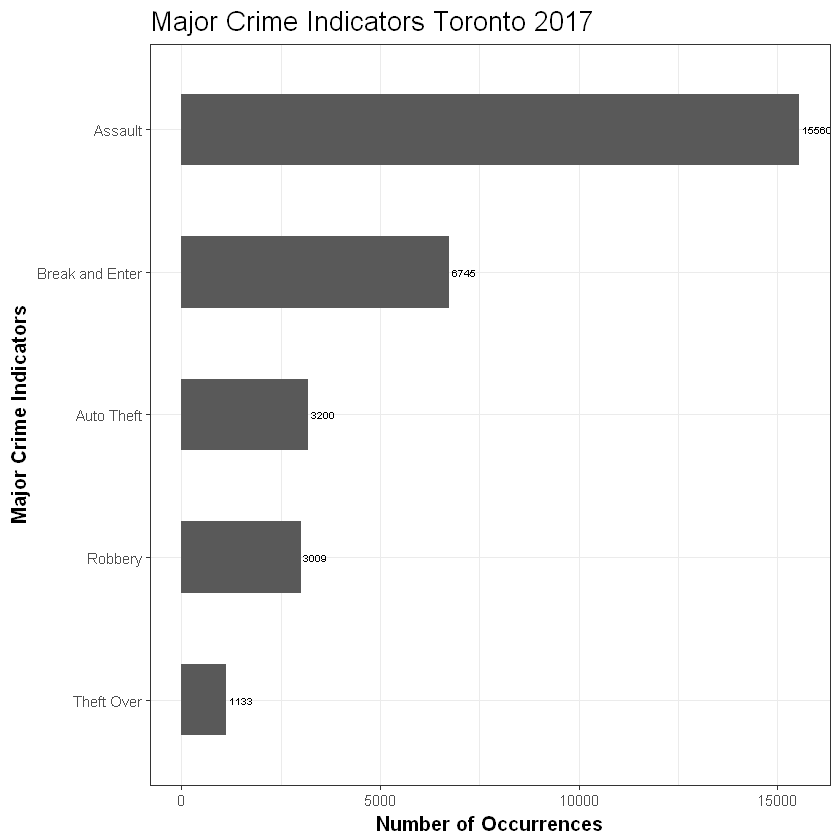 Major Crime Indicators Toronto 2017
Major Crime Indicators
Assault
15560
Break and Enter
6745
Auto Theft
3200
Robbery
3009
Theft Over
1133
0 5000 10000 15000
Number of Occurrences